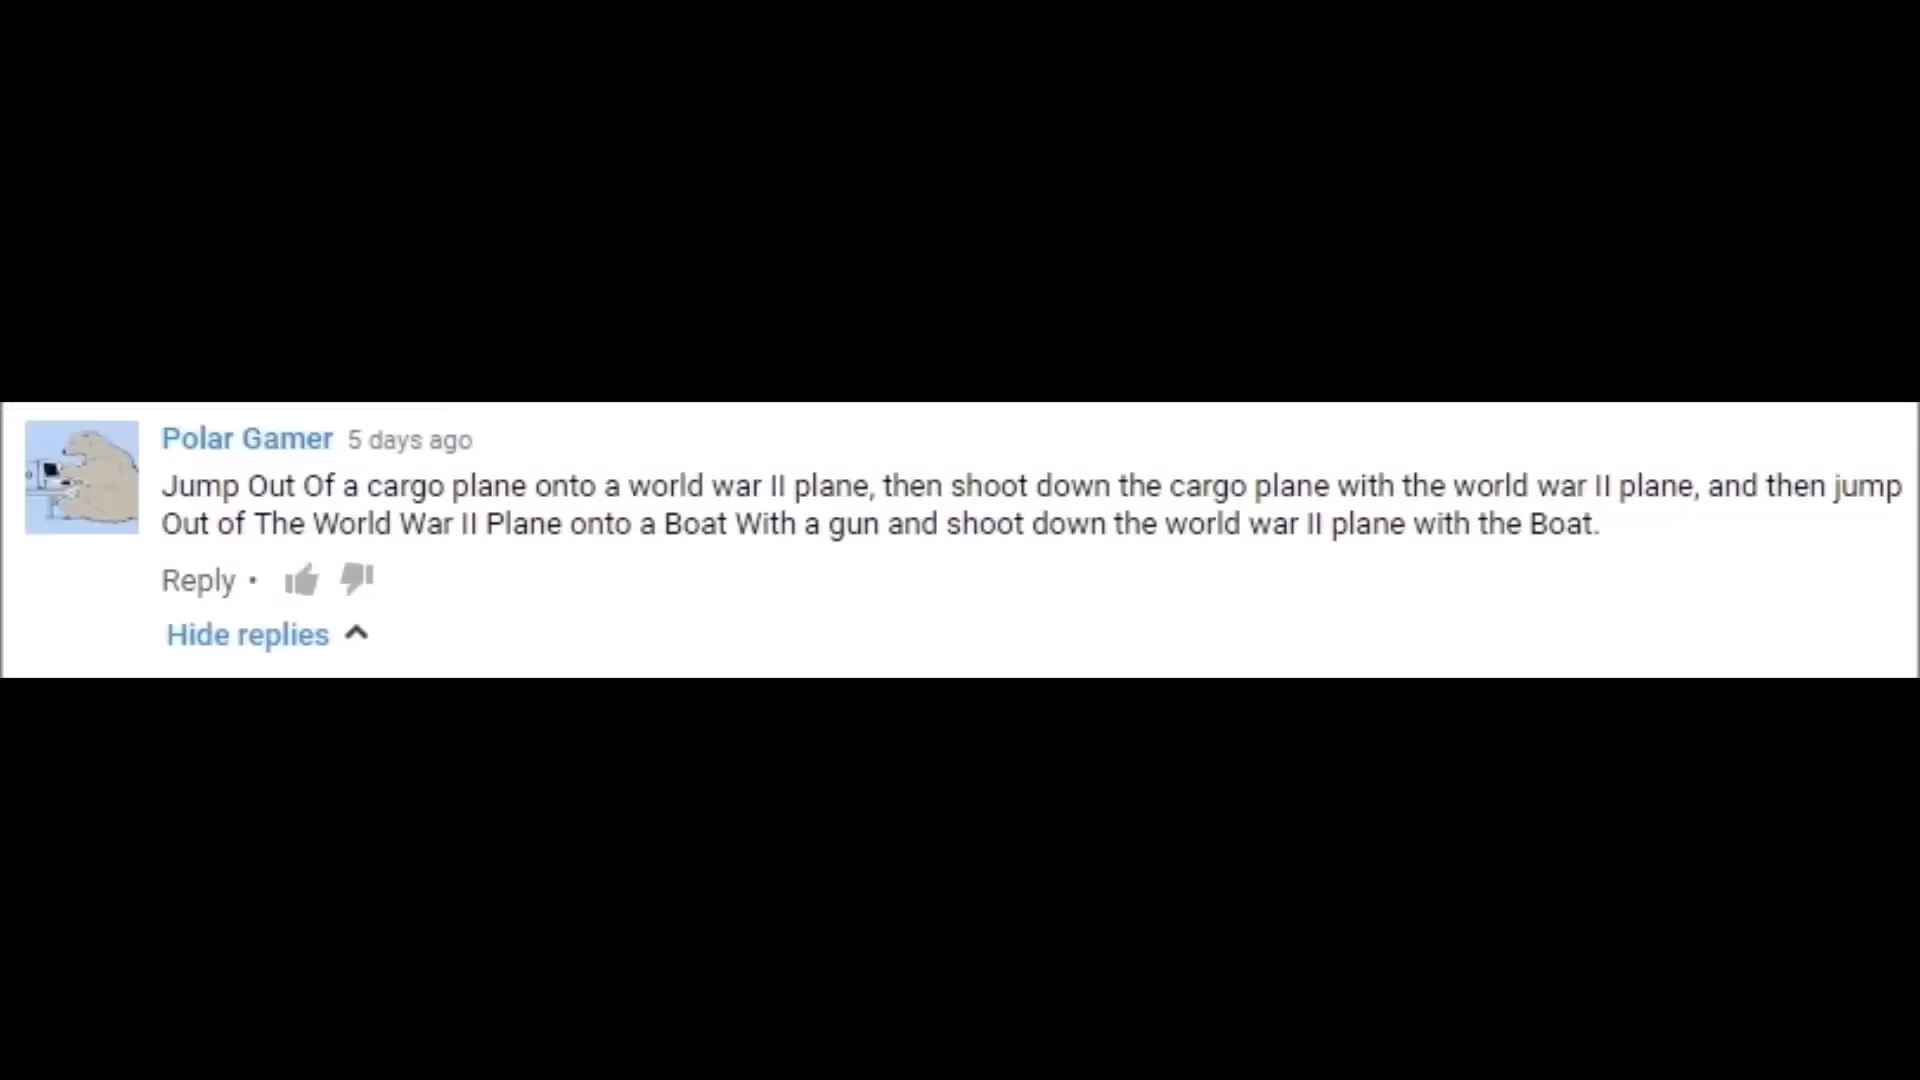 Polar Gamer 5 days ago
Jump Out Of a cargo plane onto a world war II plane, then shoot down the cargo plane with the world war II plane, and then jump
Out of The World War II Plane onto a Boat With a gun and shoot down the world war II plane with the Boat.
Reply •
Hide replies